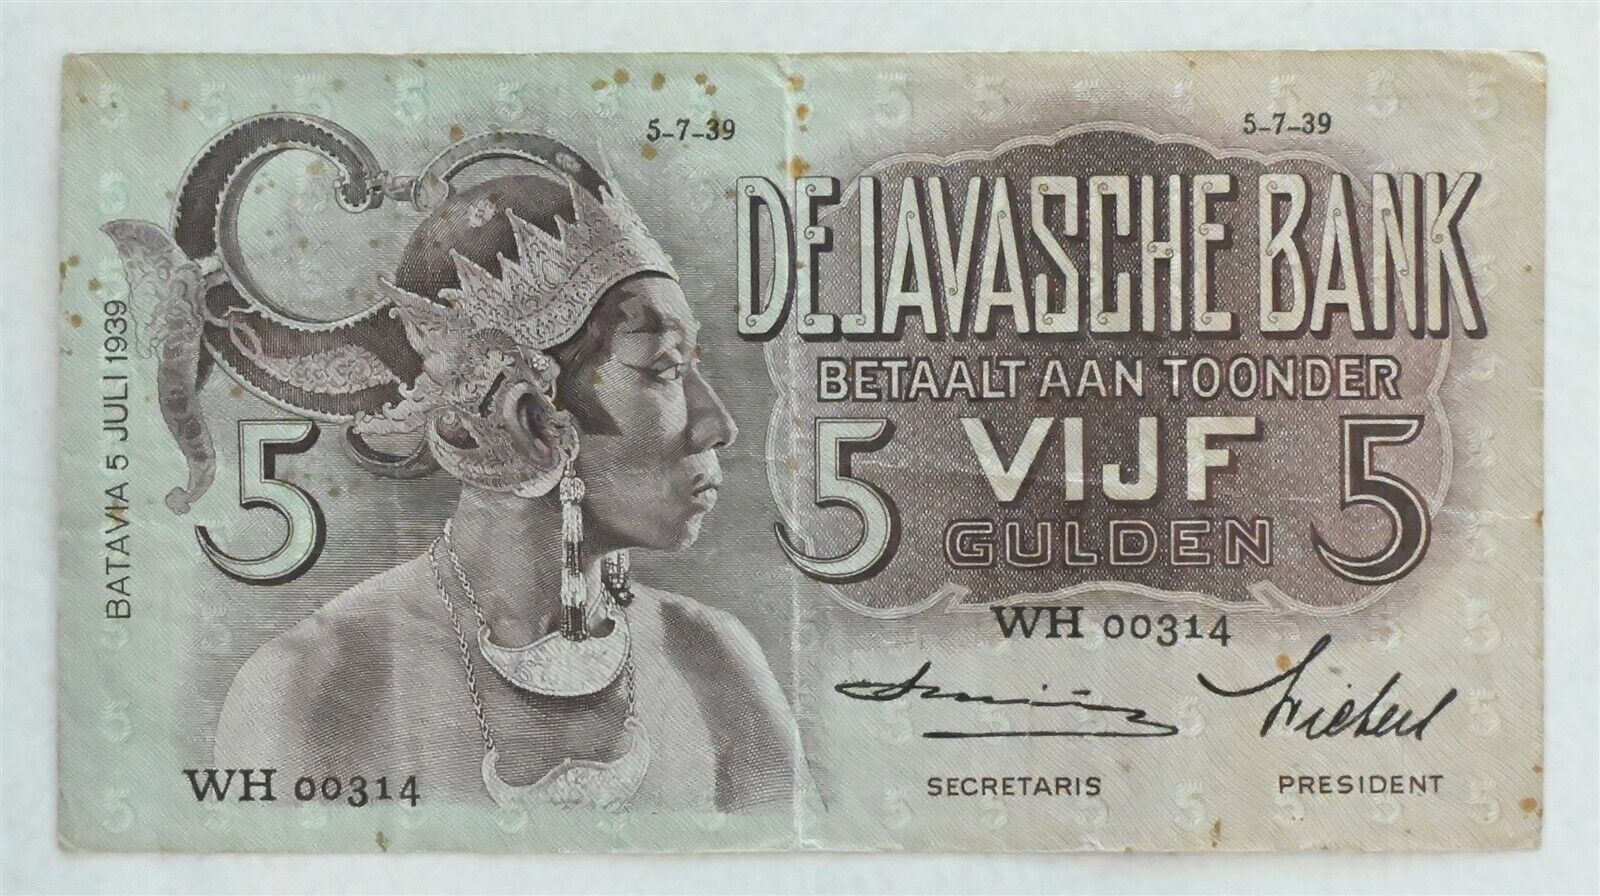 5-7-39
5-7-39
DE JAVASCHE BANK
BETAALT AAN TOONDER
5 VIJF 5
GULDEN
5
BATAVIA 5 JULI 1939
WH 00314
WH 00314
SECRETARIS
PRESIDENT